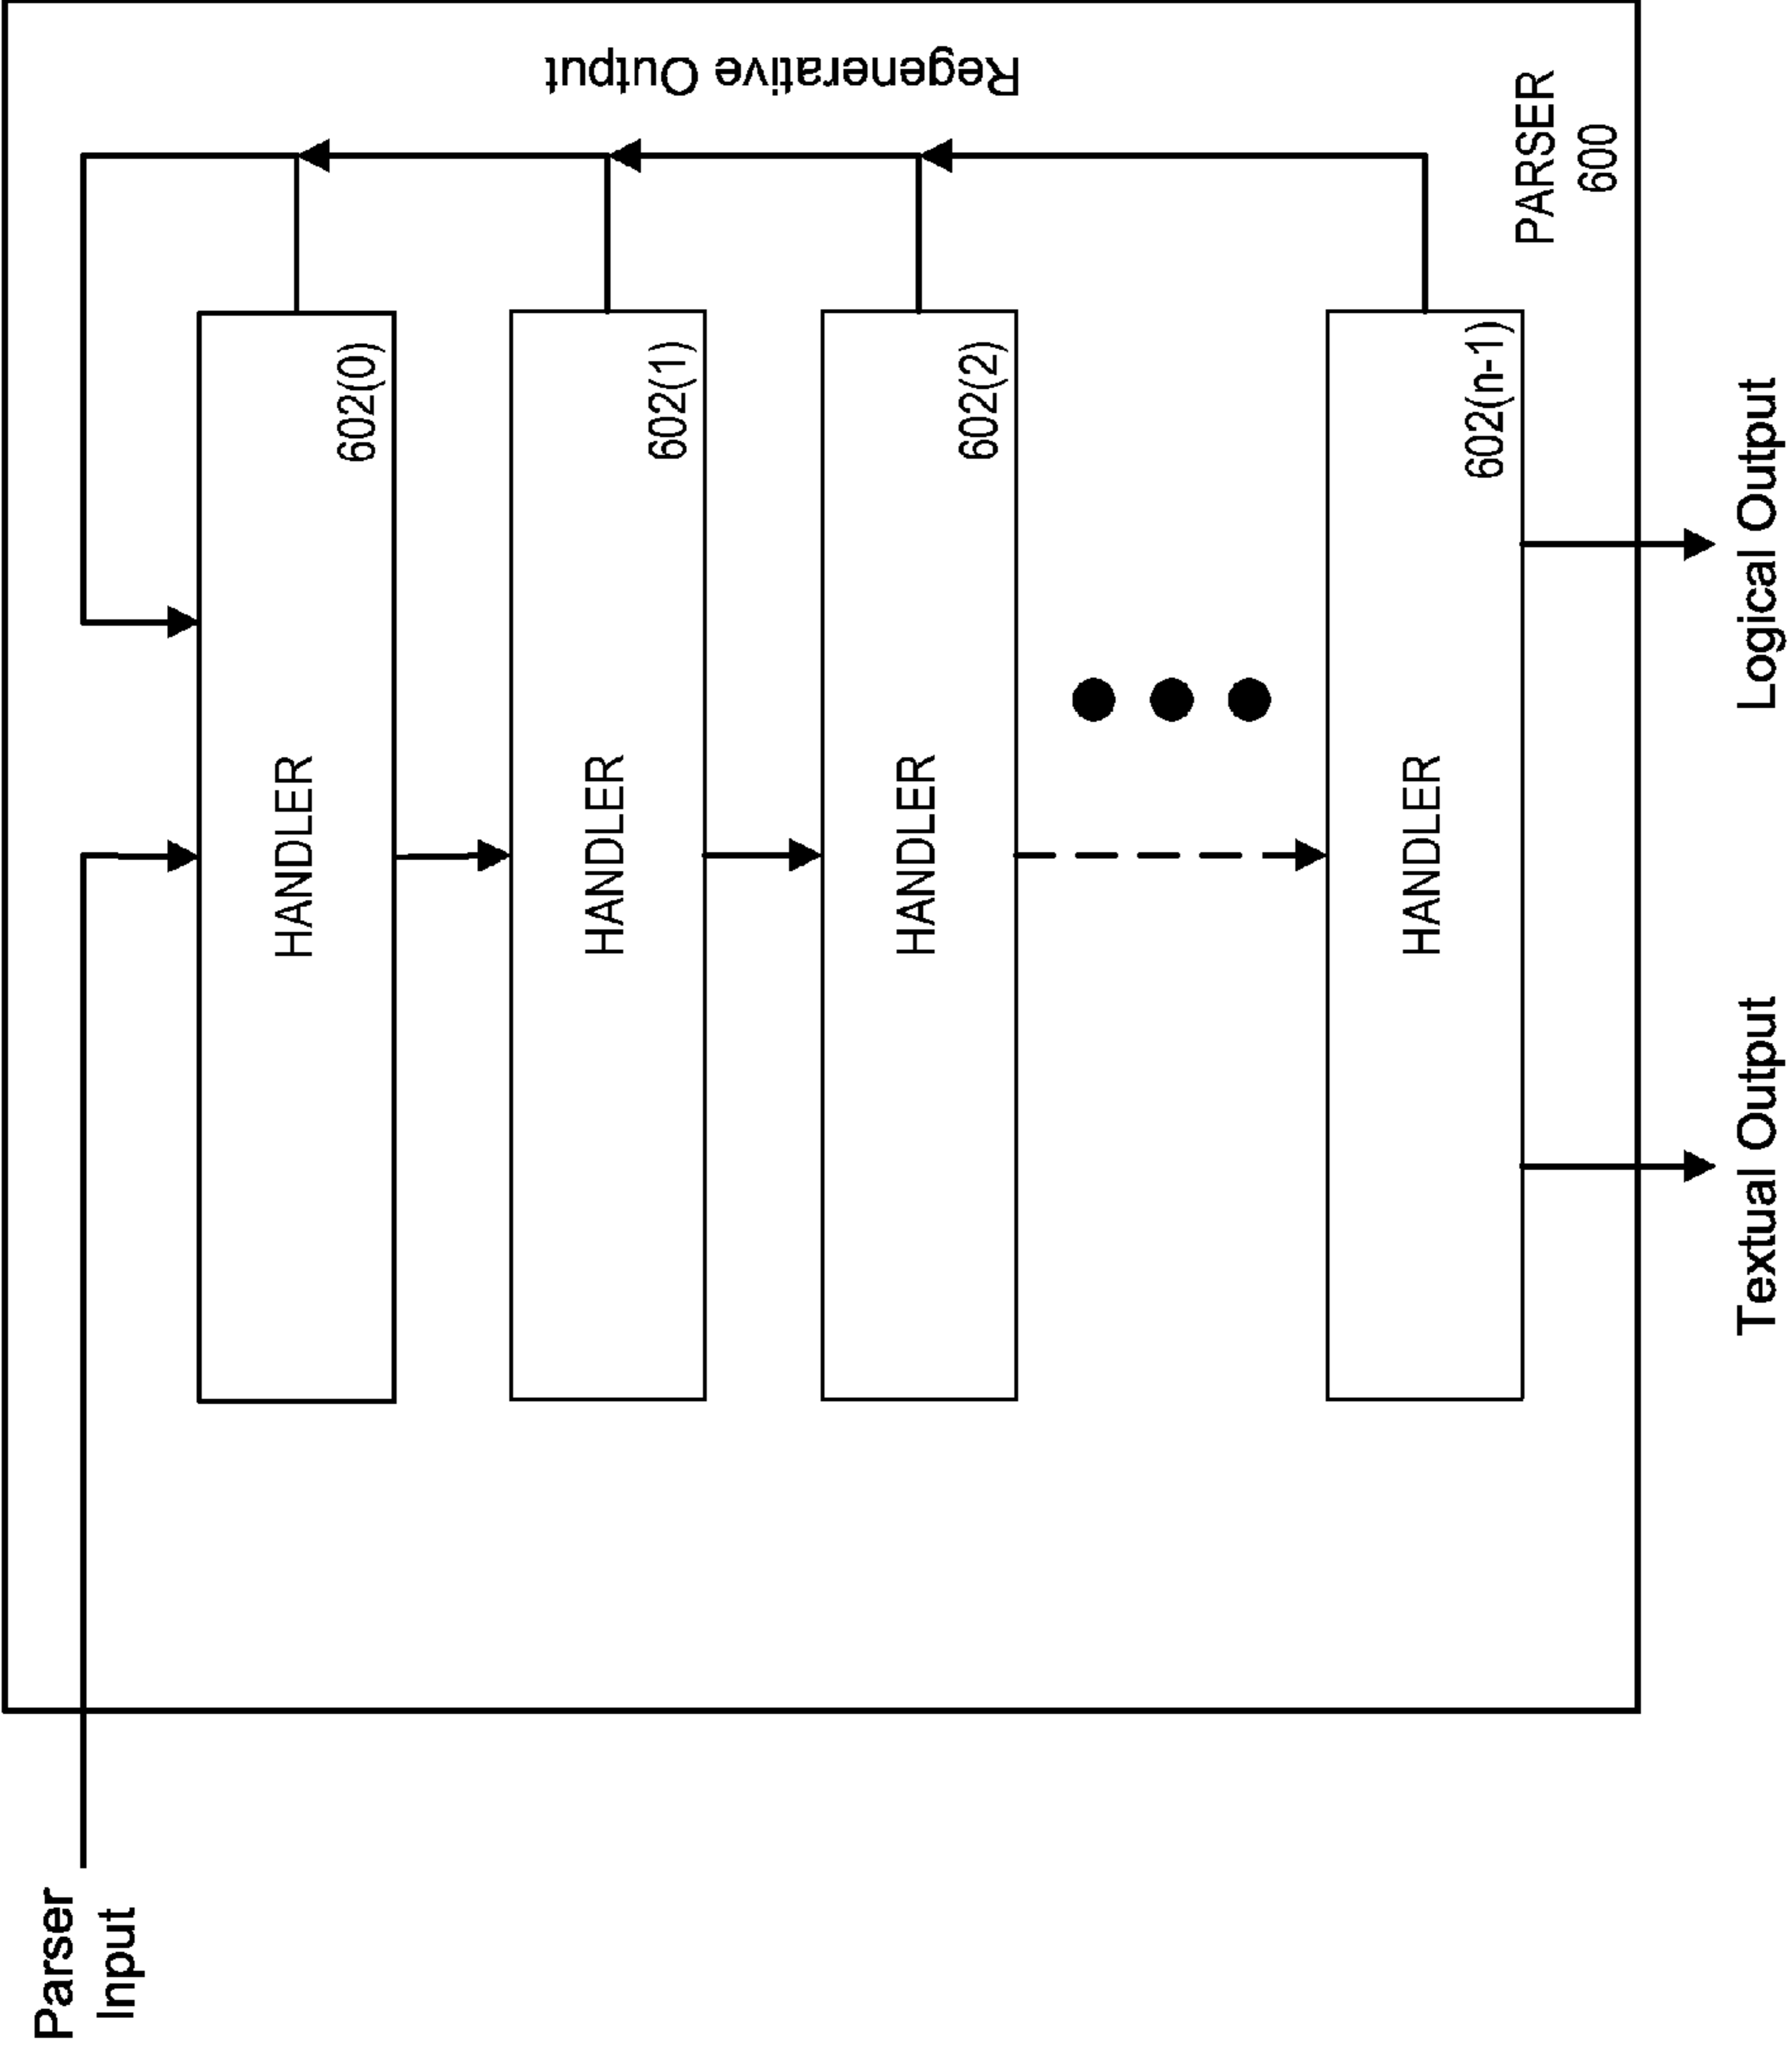 Parser
Input
HANDLER
602(0)
HANDLER
602(1)
HANDLER
602(2)
HANDLER
602(n-1)
Regenerative Output
PARSER
600
Textual Output
Logical Output